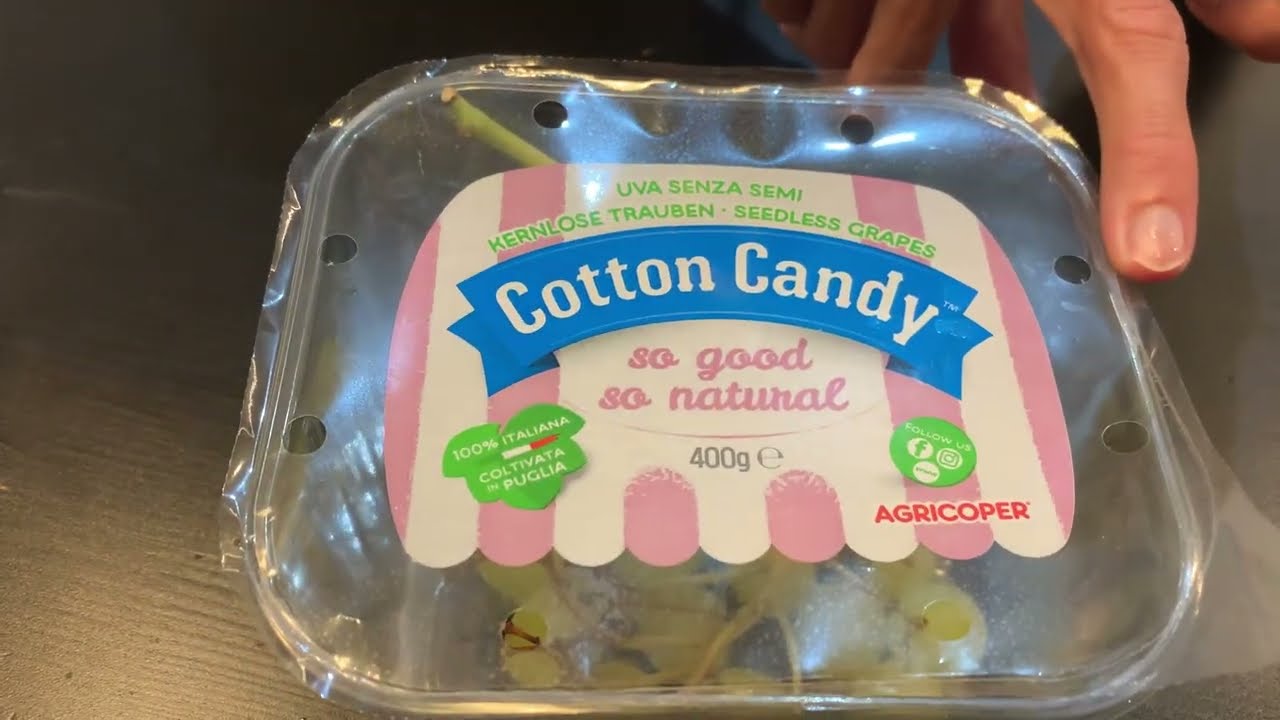 UVA SENZA SEMI
KERNLOSE TRAUBEN · SEEDLESS GRAPES
Cotton Candy™
so good
so natural
400g ℮
100% ITALIANA
COLTIVATA
IN PUGLIA
FOLLOW US
AGRICOPER